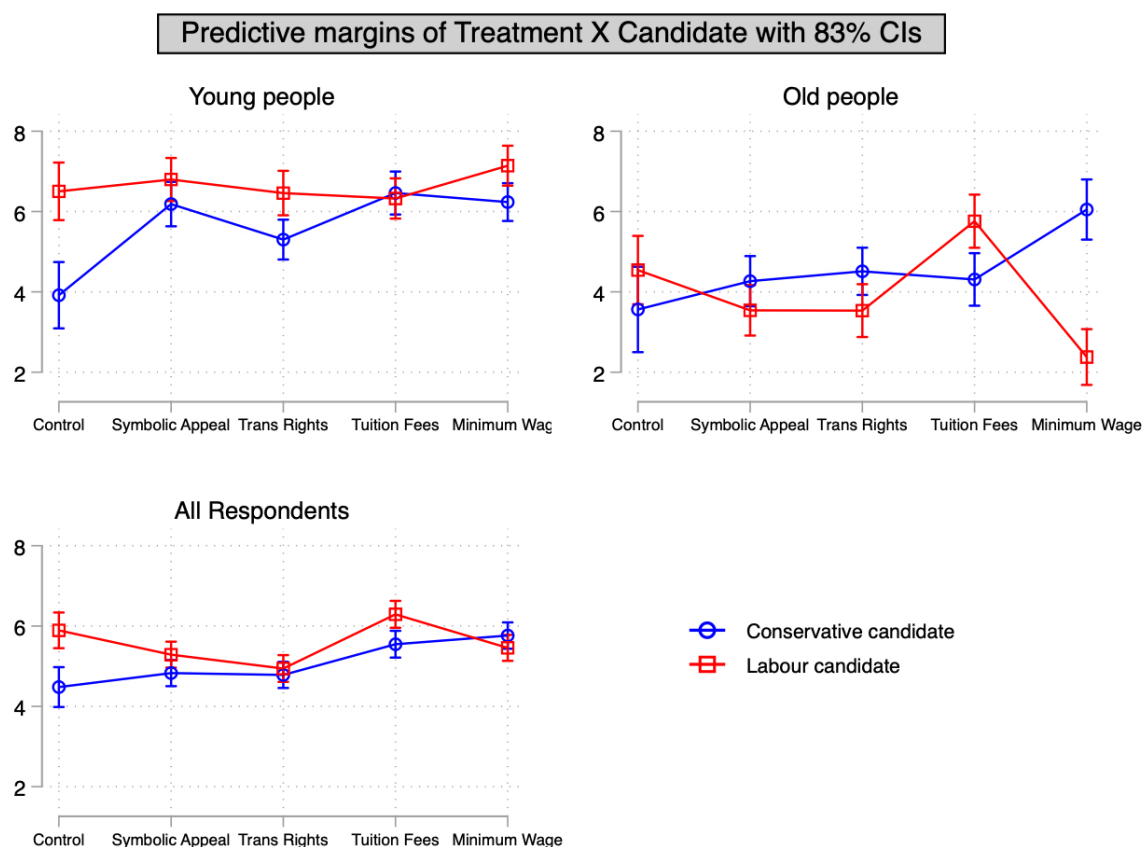 Predictive margins of Treatment X Candidate with 83% CIs
Young people
8
6
4
2
Control Symbolic Appeal Trans Rights Tuition Fees Minimum Wag
Old people
8
6
4
2
Control Symbolic Appeal Trans Rights Tuition Fees Minimum Wage
All Respondents
8
6
4
2
Control Symbolic Appeal Trans Rights Tuition Fees Minimum Wage
Conservative candidate
Labour candidate